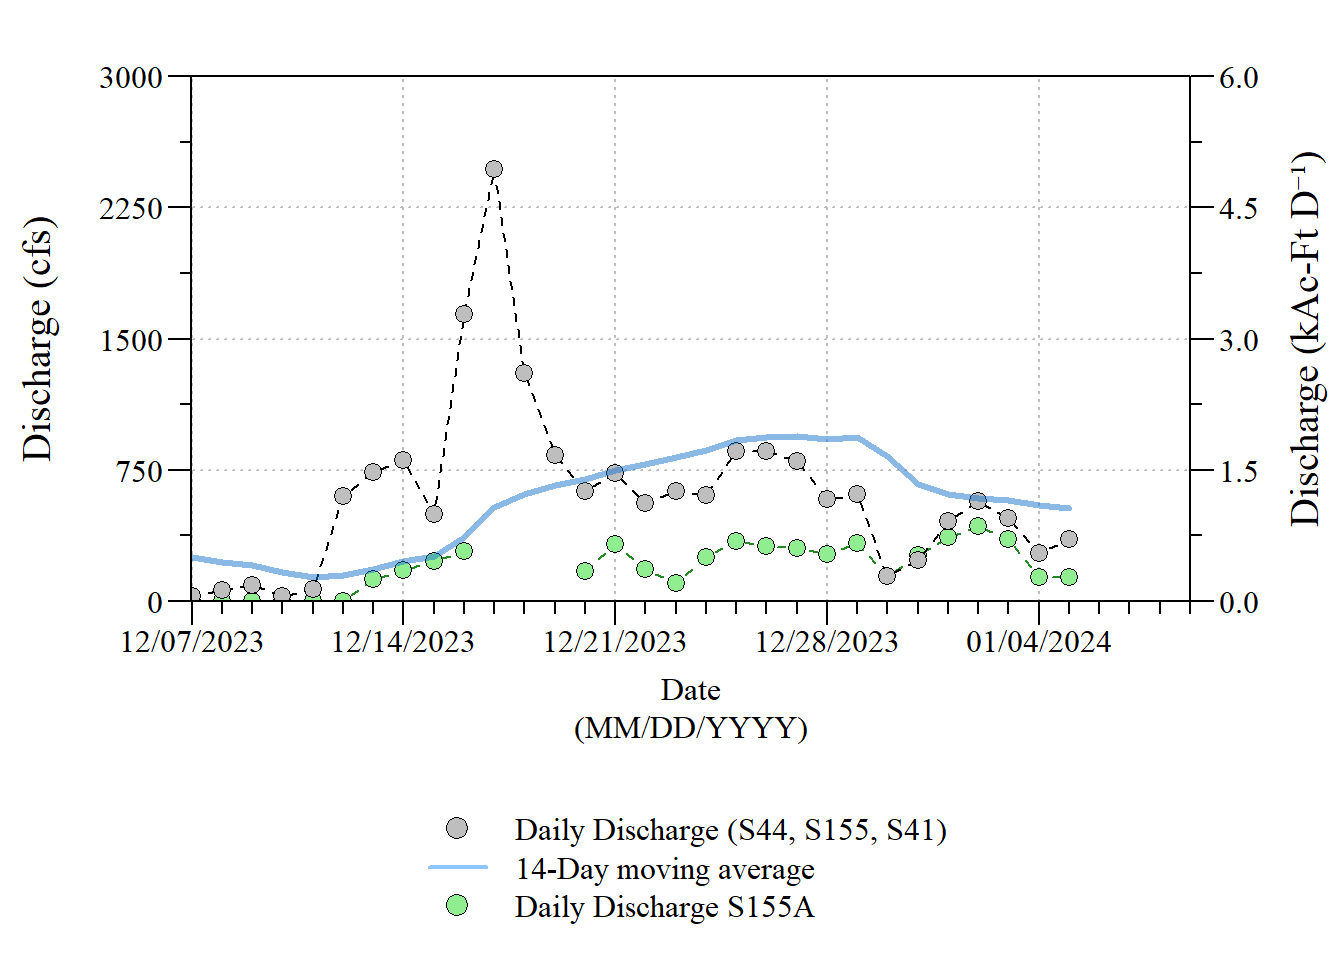 3000
2250
1500
750
0
6.0
4.5
3.0
1.5
0.0
Discharge (cfs)
Discharge (kAc-Ft D⁻¹)
12/07/2023
12/14/2023
12/21/2023
12/28/2023
01/04/2024
Date
(MM/DD/YYYY)
Daily Discharge (S44, S155, S41)
14-Day moving average
Daily Discharge S155A